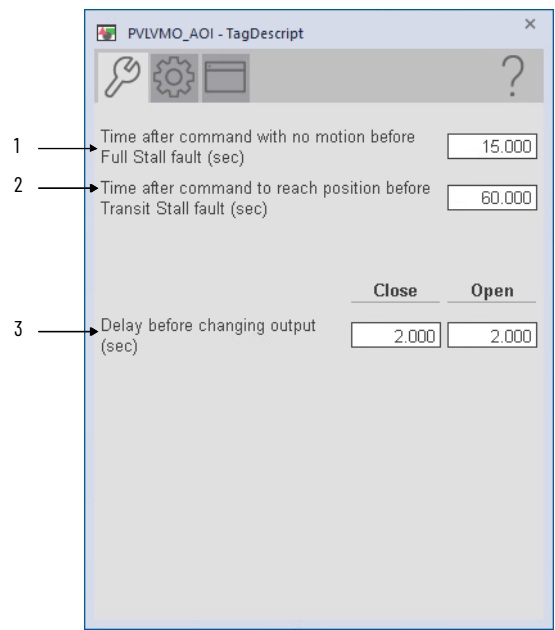 PVLVMO_AOI - TagDescript
×
?
1
Time after command with no motion before
Full Stall fault (sec)
15.000
2
Time after command to reach position before
Transit Stall fault (sec)
60.000
Close Open
3
Delay before changing output
(sec)
2.000 2.000